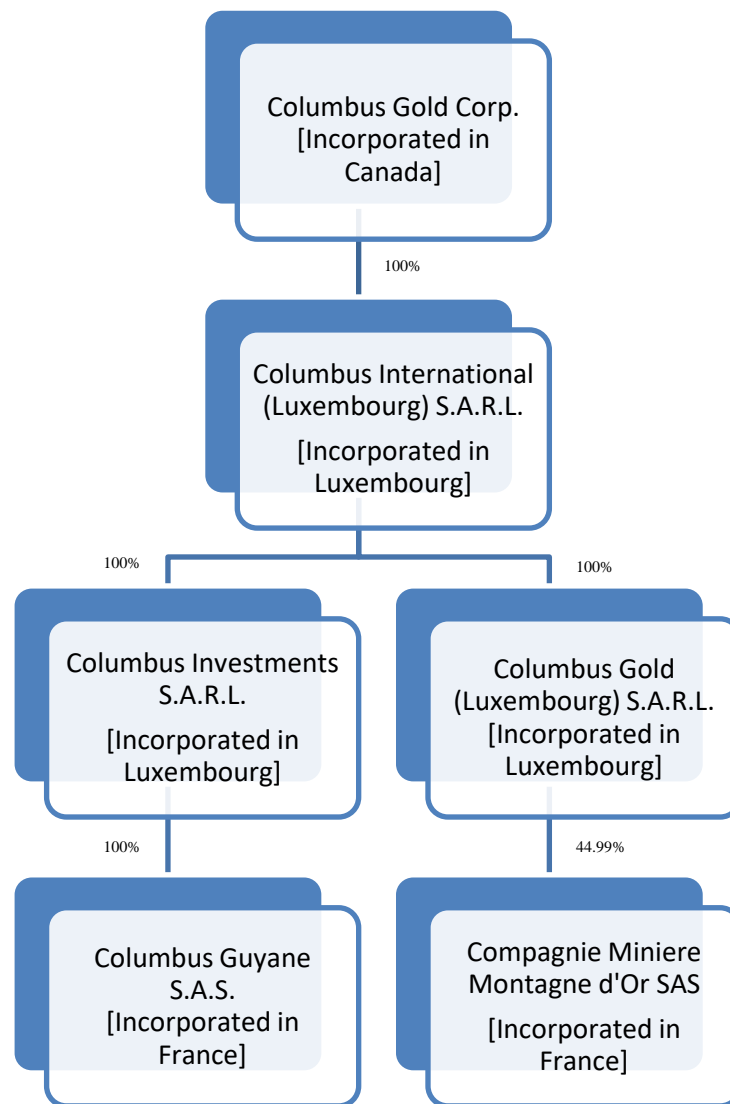 Columbus Gold Corp.
[Incorporated in
Canada]
100%
Columbus International
(Luxembourg) S.A.R.L.
[Incorporated in
Luxembourg]
100%
100%
Columbus Investments
S.A.R.L.
[Incorporated in
Luxembourg]
Columbus Gold
(Luxembourg) S.A.R.L.
[Incorporated in
Luxembourg]
100%
44.99%
Columbus Guyane
S.A.S.
[Incorporated in
France]
Compagnie Miniere
Montagne d'Or SAS
[Incorporated in
France]